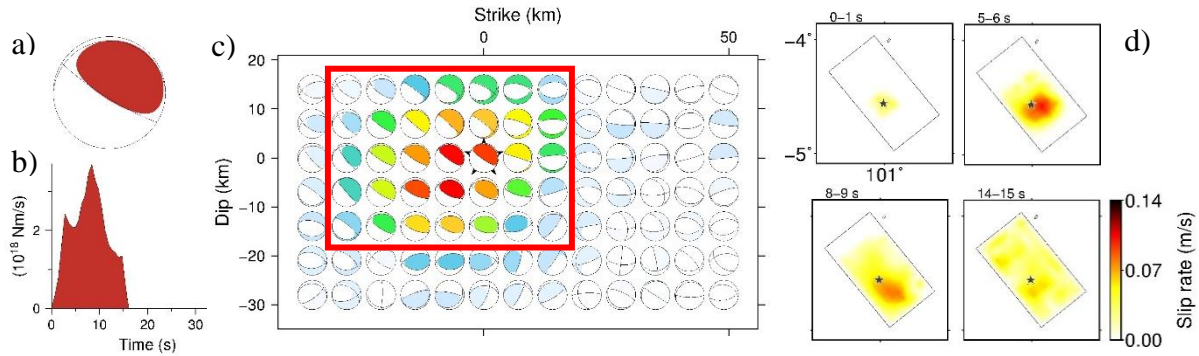 a)
b)
(10¹⁸ Nm/s)
2
0
0 10 20 30
Time (s)
c)
Strike (km)
0 50
20
10
0
−10
−20
−30
Dip (km)
d)
0−1 s
5−6 s
−4°
−5°
101°
8−9 s
14−15 s
0.14
0.07
0.00
Slip rate (m/s)